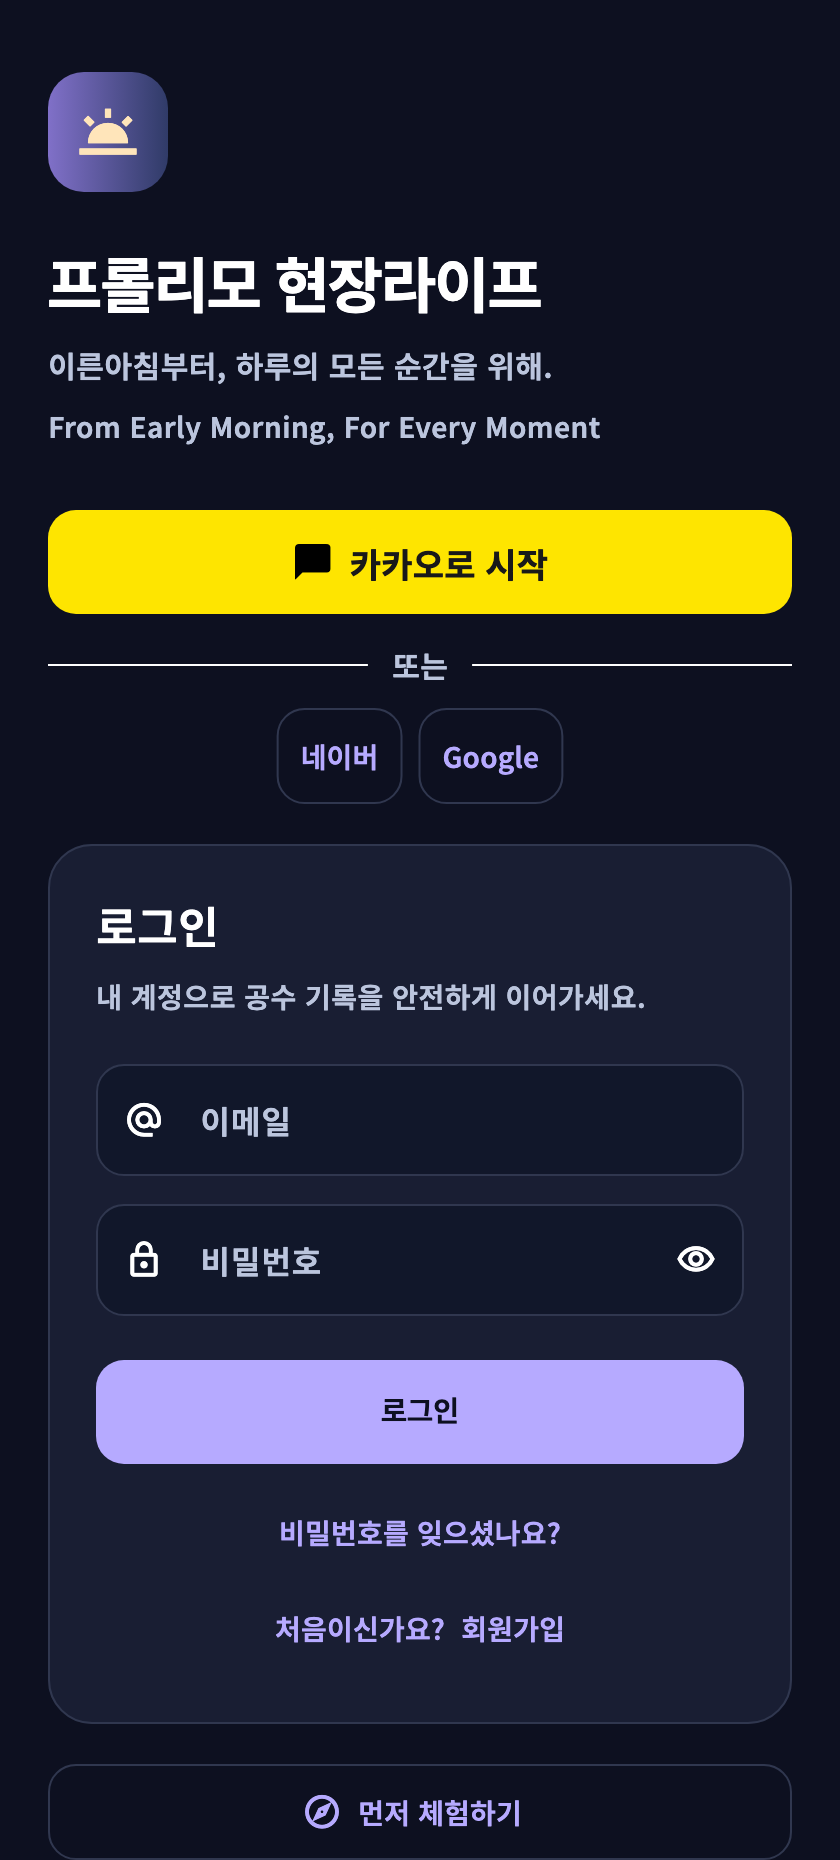 프롤리모 현장라이프
이른아침부터, 하루의 모든 순간을 위해.
From Early Morning, For Every Moment
카카오로 시작
또는
네이버 Google
로그인
내 계정으로 공수 기록을 안전하게 이어가세요.
이메일
비밀번호
로그인
비밀번호를 잊으셨나요?
처음이신가요? 회원가입
먼저 체험하기